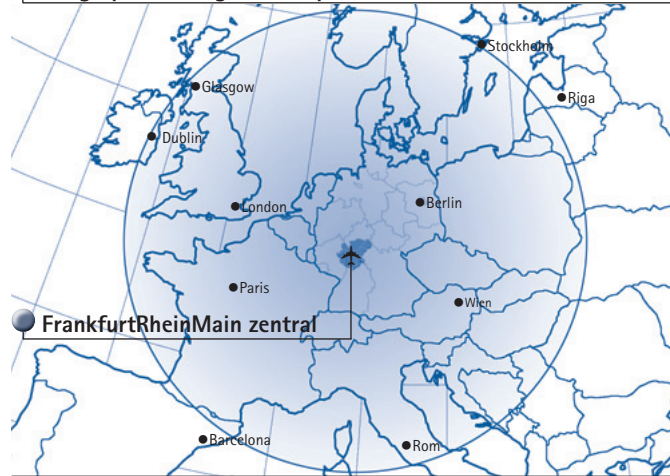 Stockholm
Glasgow
Riga
Dublin
London
Berlin
Paris
Wien
FrankfurtRheinMain zentral
Barcelona
Rom